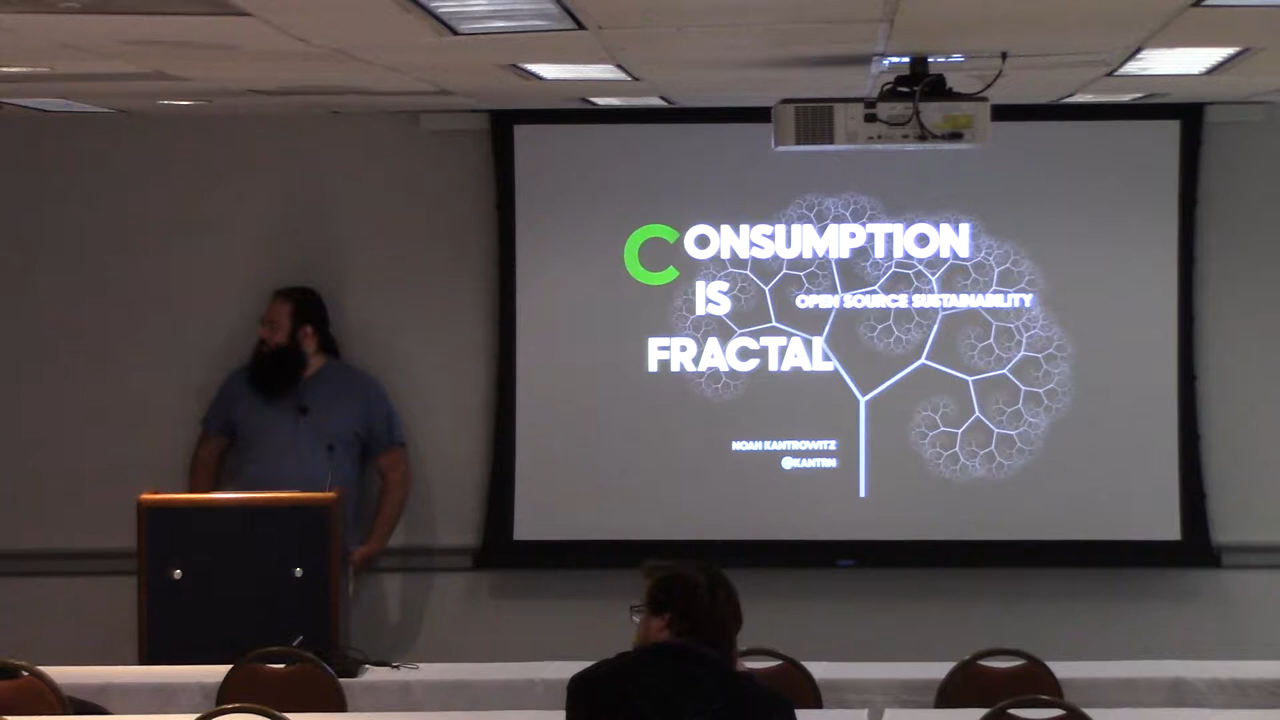 CONSUMPTION
IS
OPEN SOURCE SUSTAINABILITY
FRACTAL
NOAH KANTROWITZ
@KANTRN